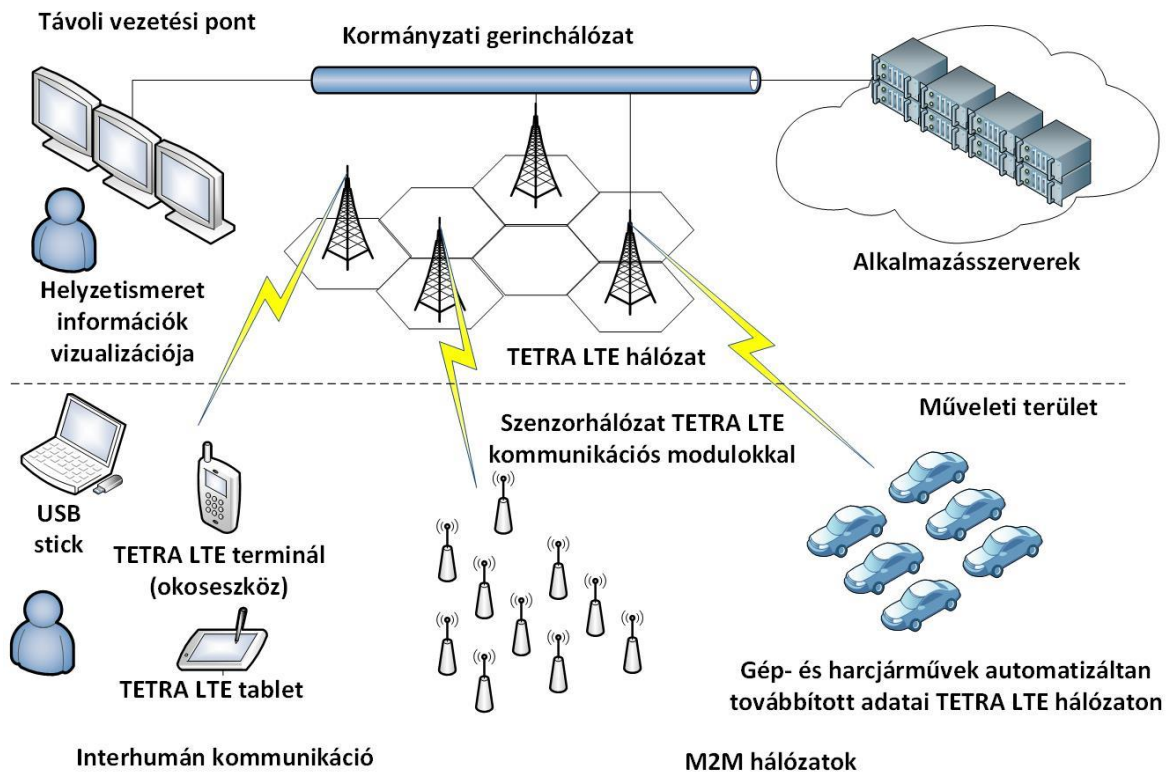 Távoli vezetési pont
Kormányzati gerinchálózat
Alkalmazásszerverek
Helyzetismeret
információk
vizualizációja
TETRA LTE hálózat
Műveleti terület
Szenzorhálózat TETRA LTE
kommunikációs modulokkal
USB
stick
TETRA LTE terminál
(okoseszköz)
TETRA LTE tablet
Gép- és harcjárművek automatizáltan
továbbított adatai TETRA LTE hálózaton
Interhumán kommunikáció
M2M hálózatok